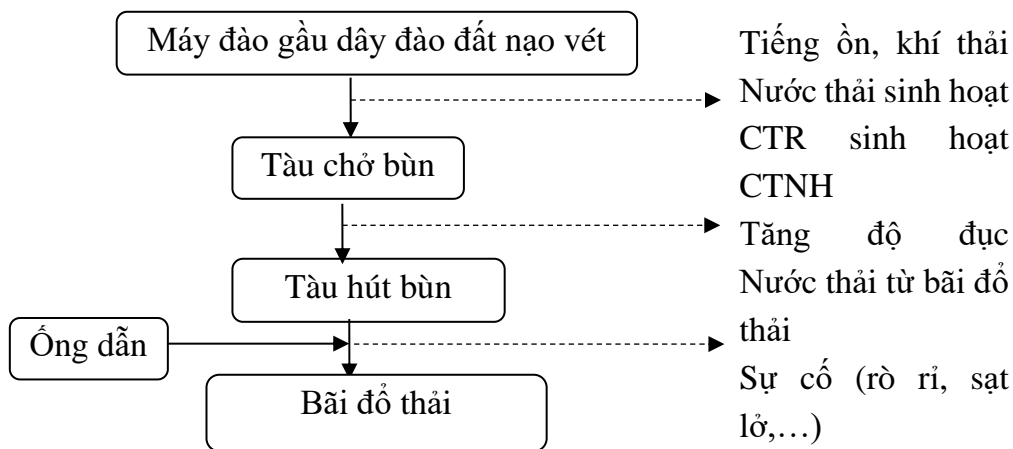 Máy đào gầu dây đào đất nạo vét
Tàu chở bùn
Tàu hút bùn
Ống dẫn
Bãi đổ thải
Tiếng ồn, khí thải
Nước thải sinh hoạt
CTR sinh hoạt
CTNH
Tăng độ đục
Nước thải từ bãi đổ
thải
Sự cố (rò rỉ, sạt
lở,…)